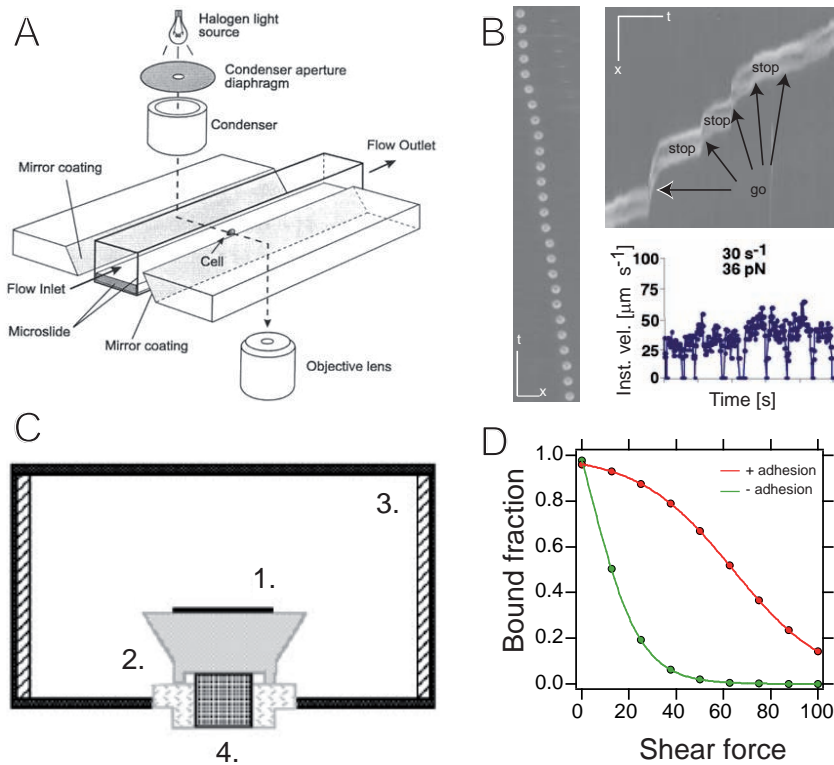 A
Halogen light
source
Condenser aperture
diaphragm
Condenser
Flow Outlet
Mirror coating
Cell
Flow Inlet
Microslide
Mirror coating
Objective lens
B
t
x
t
x
stop
stop
stop
go
30 s⁻¹
36 pN
Inst. vel. [μm s⁻¹]
100
75
50
25
0
Time [s]
C
1.
2.
3.
4.
D
+ adhesion
- adhesion
Bound fraction
1.0
0.8
0.6
0.4
0.2
0.0
0 20 40 60 80 100
Shear force